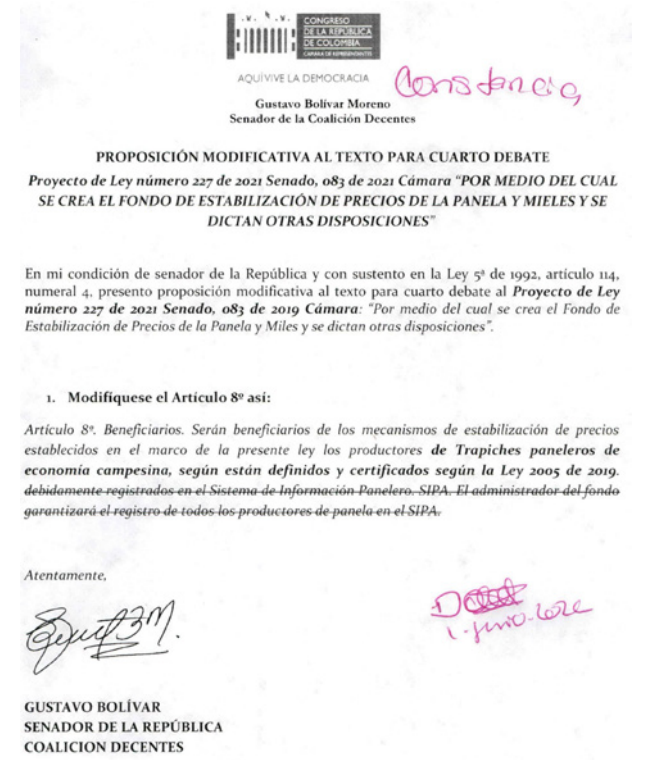 CONGRESO
DE LA REPÚBLICA
DE COLOMBIA
CÁMARA DE REPRESENTANTES
AQUÍ VIVE LA DEMOCRACIA
Constancia
Gustavo Bolívar Moreno
Senador de la Coalición Decentes
PROPOSICIÓN MODIFICATIVA AL TEXTO PARA CUARTO DEBATE
Proyecto de Ley número 227 de 2021 Senado, 083 de 2021 Cámara “POR MEDIO DEL CUAL
SE CREA EL FONDO DE ESTABILIZACIÓN DE PRECIOS DE LA PANELA Y MIELES Y SE
DICTAN OTRAS DISPOSICIONES”
En mi condición de senador de la República y con sustento en la Ley 5ª de 1992, artículo 114,
numeral 4, presento proposición modificativa al texto para cuarto debate al Proyecto de Ley
número 227 de 2021 Senado, 083 de 2019 Cámara: “Por medio del cual se crea el Fondo de
Estabilización de Precios de la Panela y Miles y se dictan otras disposiciones”.
1. Modifíquese el Artículo 8º así:
Artículo 8º. Beneficiarios. Serán beneficiarios de los mecanismos de estabilización de precios
establecidos en el marco de la presente ley los productores de Trapiches paneleros de
economía campesina, según están definidos y certificados según la Ley 2005 de 2019.
debidamente registrados en el Sistema de Información Panelero. SIPA. El administrador del fondo
garantizará el registro de todos los productores de panela en el SIPA.
Atentamente,
GUSTAVO BOLÍVAR
SENADOR DE LA REPÚBLICA
COALICION DECENTES